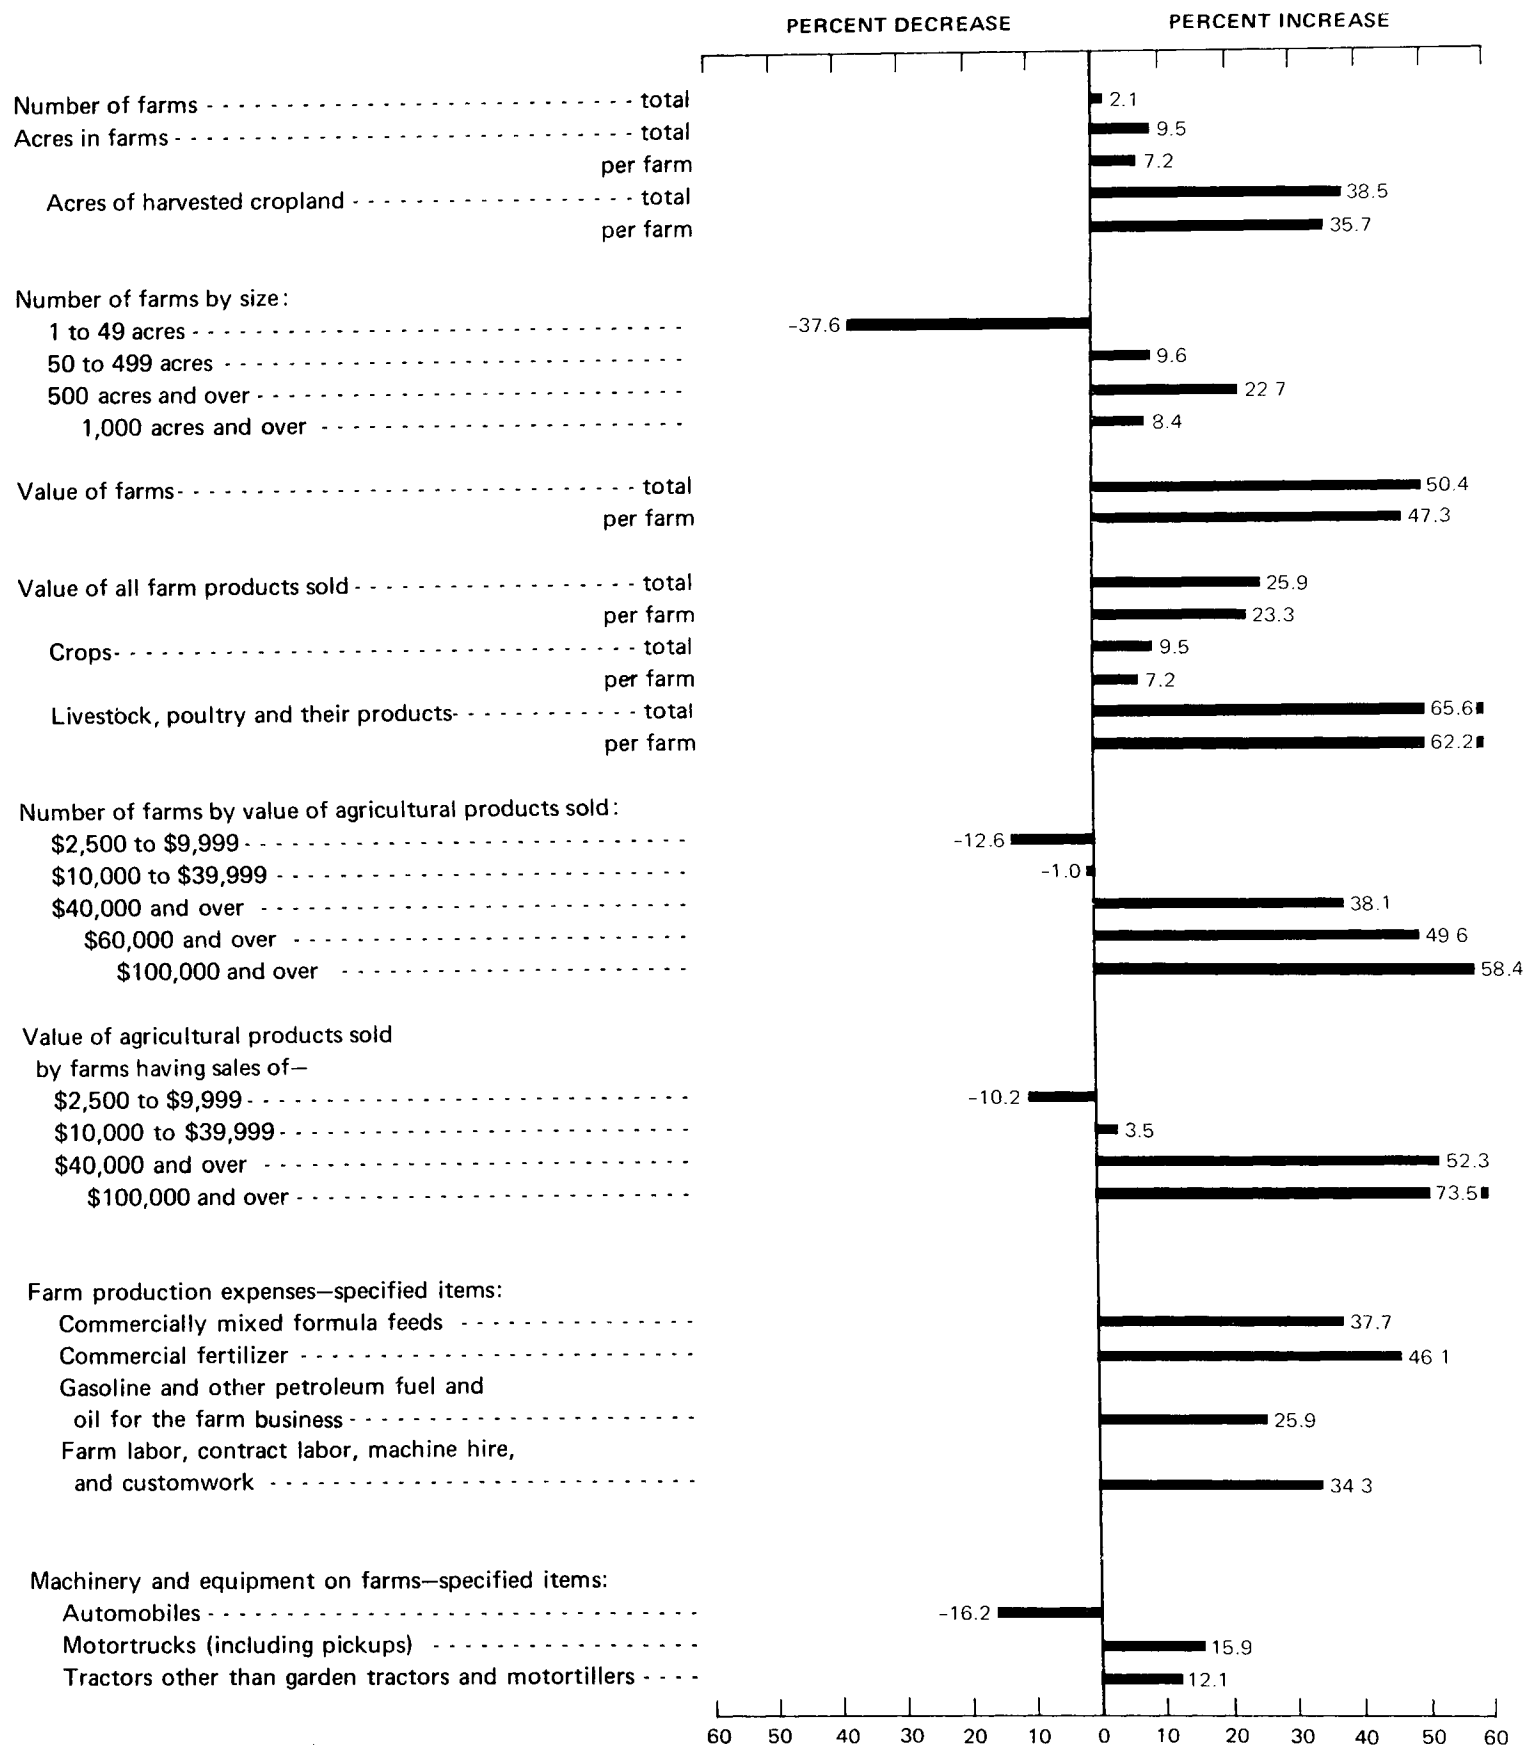 PERCENT DECREASE PERCENT INCREASE
Number of farms - - - - - - - - - - - - - - - - - - - - - - - - - - - total 2.1
Acres in farms - - - - - - - - - - - - - - - - - - - - - - - - - - - - - total 9.5
per farm 7.2
Acres of harvested cropland - - - - - - - - - - - - - - - - - - total 38.5
per farm 35.7
Number of farms by size:
1 to 49 acres - - - - - - - - - - - - - - - - - - - - - - - - - - - - - - - -37.6
50 to 499 acres - - - - - - - - - - - - - - - - - - - - - - - - - - - - - 9.6
500 acres and over - - - - - - - - - - - - - - - - - - - - - - - - - - - 22 7
1,000 acres and over - - - - - - - - - - - - - - - - - - - - - - - 8.4
Value of farms - - - - - - - - - - - - - - - - - - - - - - - - - - - - - total 50.4
per farm 47.3
Value of all farm products sold - - - - - - - - - - - - - - - - - - total 25.9
per farm 23.3
Crops - - - - - - - - - - - - - - - - - - - - - - - - - - - - - - - - - total 9.5
per farm 7.2
Livestock, poultry and their products - - - - - - - - - - - - total 65.6
per farm 62.2
Number of farms by value of agricultural products sold:
$2,500 to $9,999 - - - - - - - - - - - - - - - - - - - - - - - - - - - - -12.6
$10,000 to $39,999 - - - - - - - - - - - - - - - - - - - - - - - - - - -1.0
$40,000 and over - - - - - - - - - - - - - - - - - - - - - - - - - - - 38.1
$60,000 and over - - - - - - - - - - - - - - - - - - - - - - - - - 49 6
$100,000 and over - - - - - - - - - - - - - - - - - - - - - - 58.4
Value of agricultural products sold
by farms having sales of—
$2,500 to $9,999 - - - - - - - - - - - - - - - - - - - - - - - - - - - - -10.2
$10,000 to $39,999 - - - - - - - - - - - - - - - - - - - - - - - - - - 3.5
$40,000 and over - - - - - - - - - - - - - - - - - - - - - - - - - - - 52.3
$100,000 and over - - - - - - - - - - - - - - - - - - - - - - - - - 73.5
Farm production expenses—specified items:
Commercially mixed formula feeds - - - - - - - - - - - - - - - 37.7
Commercial fertilizer - - - - - - - - - - - - - - - - - - - - - - - - - 46 1
Gasoline and other petroleum fuel and
oil for the farm business - - - - - - - - - - - - - - - - - - - - - - 25.9
Farm labor, contract labor, machine hire,
and customwork - - - - - - - - - - - - - - - - - - - - - - - - - - - 34 3
Machinery and equipment on farms—specified items:
Automobiles - - - - - - - - - - - - - - - - - - - - - - - - - - - - - - - -16.2
Motortrucks (including pickups) - - - - - - - - - - - - - - - - - 15.9
Tractors other than garden tractors and motortillers - - - - 12.1
60 50 40 30 20 10 0 10 20 30 40 50 60